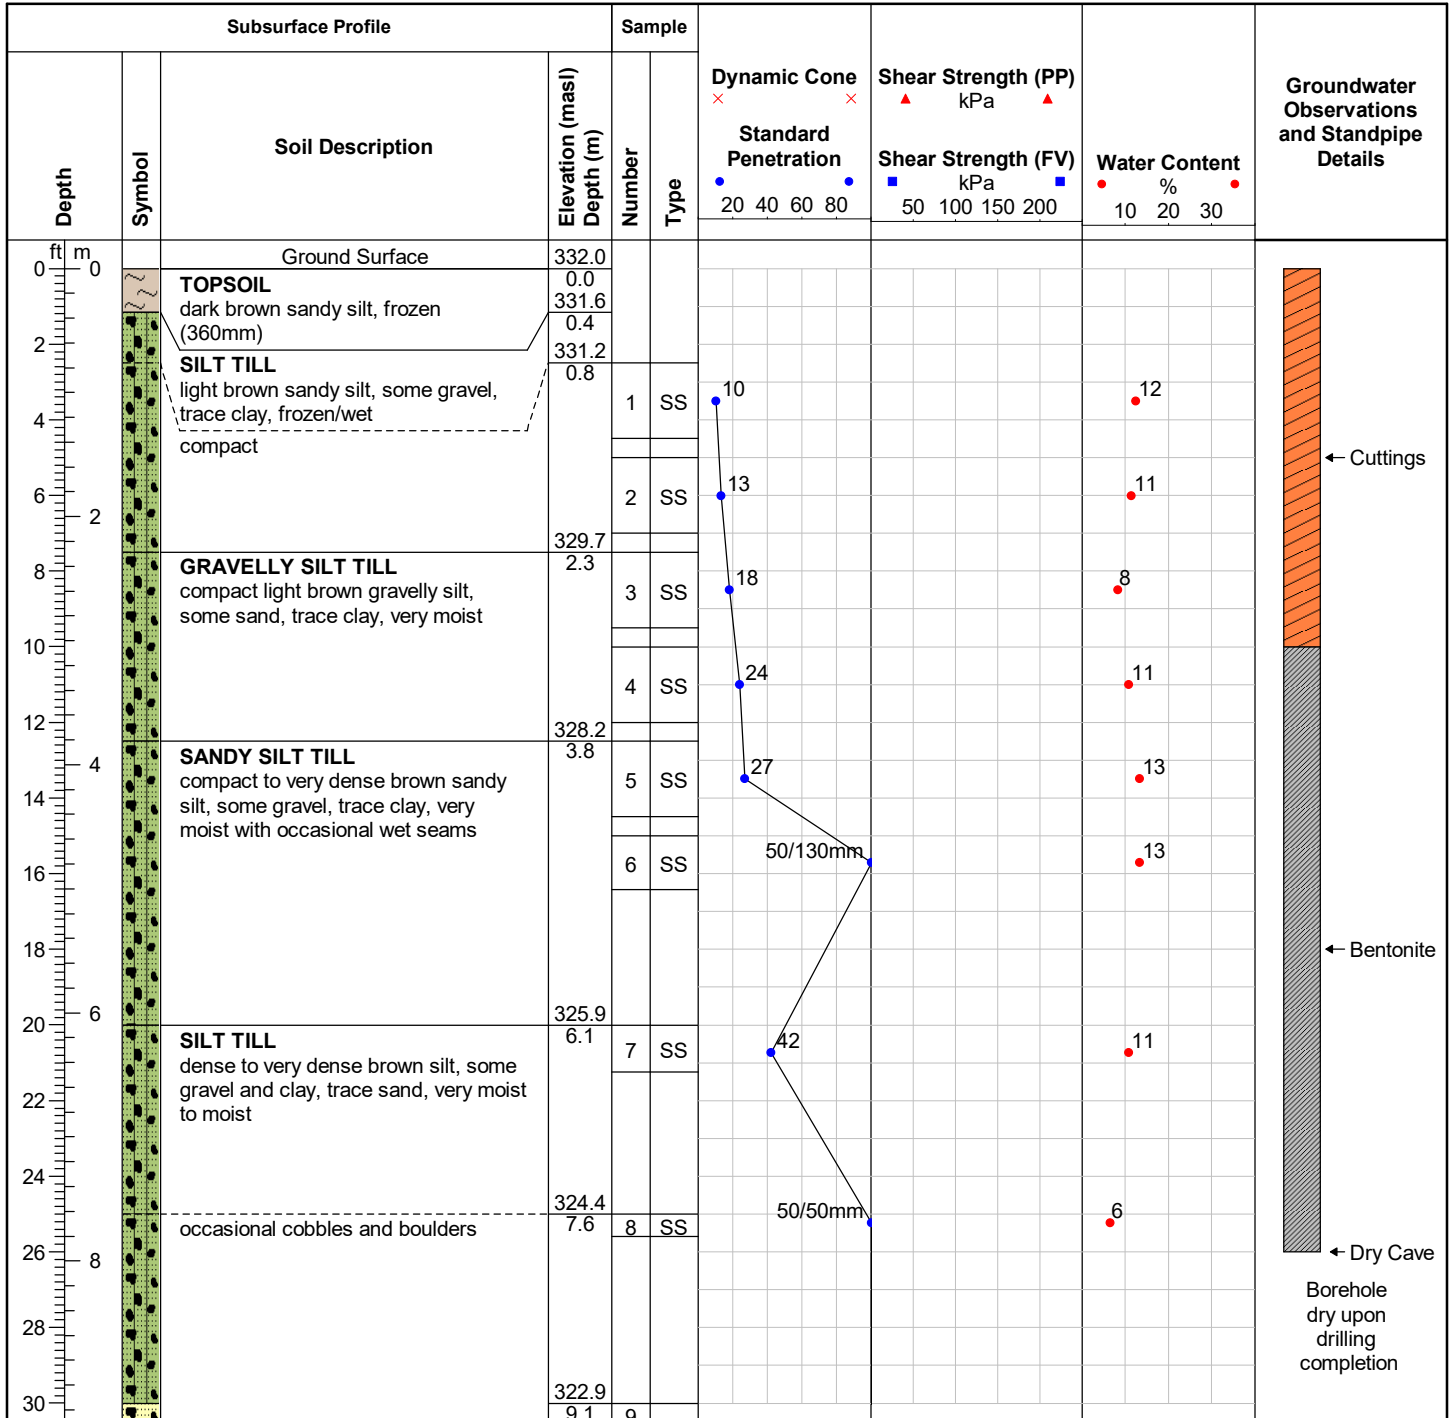 Subsurface Profile
Sample
Depth
Symbol
Soil Description
Elevation (masl)
Depth (m)
Number
Type
Dynamic Cone
Standard
Penetration
20 40 60 80
Shear Strength (PP)
kPa
Shear Strength (FV)
kPa
50 100 150 200
Water Content
%
10 20 30
Groundwater
Observations
and Standpipe
Details
ft m
Ground Surface
332.0
0 0
TOPSOIL
dark brown sandy silt, frozen
(360mm)
0.0
331.6
0.4
2
331.2
SILT TILL
light brown sandy silt, some gravel,
trace clay, frozen/wet
0.8
1 SS
10
12
4
compact
Cuttings
6
2 SS
13
11
2
329.7
8
GRAVELLY SILT TILL
compact light brown gravelly silt,
some sand, trace clay, very moist
2.3
3 SS
18
8
10
4 SS
24
11
12
328.2
4
SANDY SILT TILL
compact to very dense brown sandy
silt, some gravel, trace clay, very
moist with occasional wet seams
3.8
5 SS
27
13
14
50/130mm
13
16
6 SS
18
Bentonite
325.9
20
6
SILT TILL
dense to very dense brown silt, some
gravel and clay, trace sand, very moist
to moist
6.1
7 SS
42
11
22
24
324.4
50/50mm
6
occasional cobbles and boulders
7.6
8 SS
26
8
Dry Cave
Borehole
dry upon
drilling
completion
28
322.9
30
9.1
9